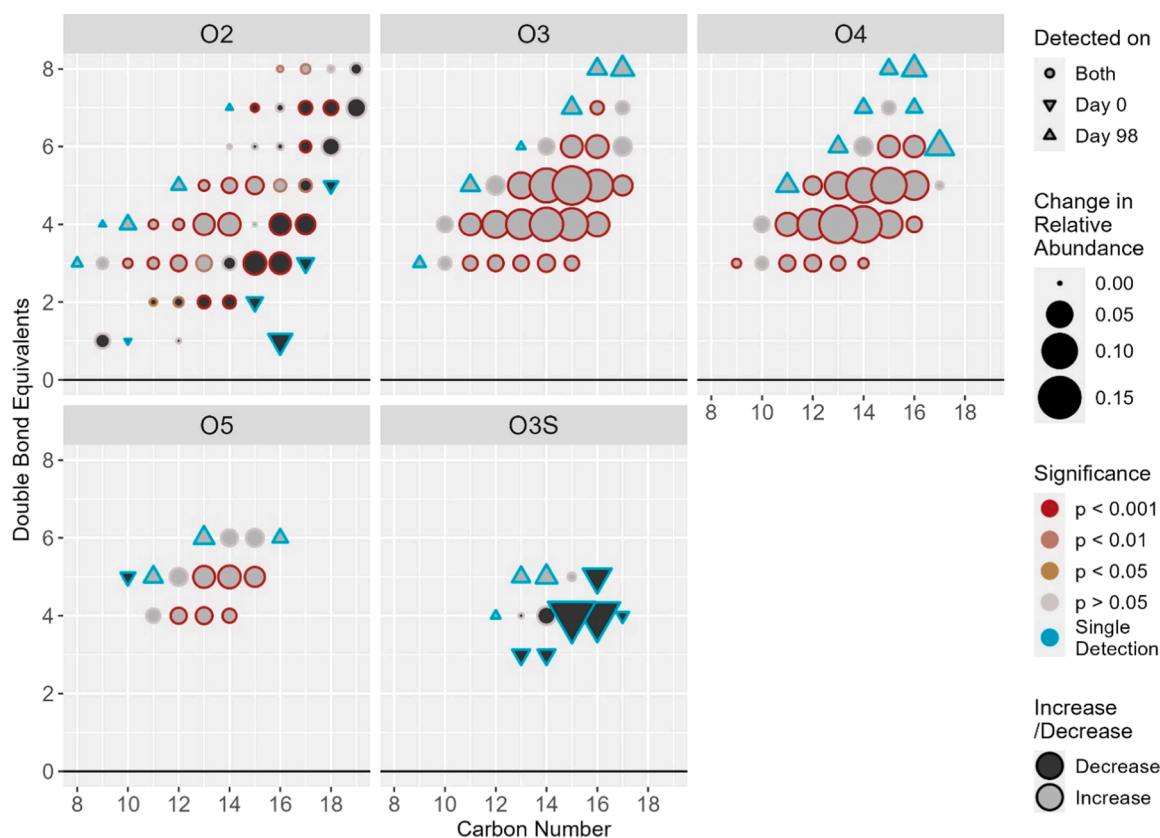 O2
O3
O4
8
6
4
2
0
8 10 12 14 16 18
O5
O3S
8
6
4
2
0
8 10 12 14 16 18
8 10 12 14 16 18
Double Bond Equivalents
Carbon Number
Detected on
Both
Day 0
Day 98
Change in
Relative
Abundance
0.00
0.05
0.10
0.15
Significance
p < 0.001
p < 0.01
p < 0.05
p > 0.05
Single
Detection
Increase
/Decrease
Decrease
Increase